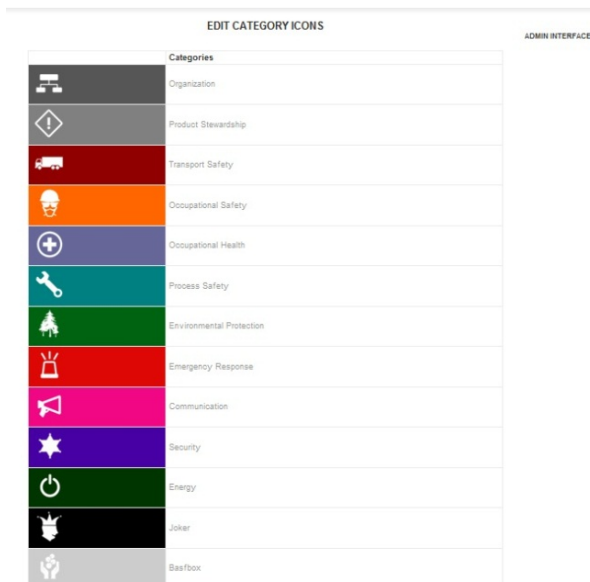 EDIT CATEGORY ICONS
ADMIN INTERFACE
Categories
Organization
Product Stewardship
Transport Safety
Occupational Safety
Occupational Health
Process Safety
Environmental Protection
Emergency Response
Communication
Security
Energy
Joker
Basfbox